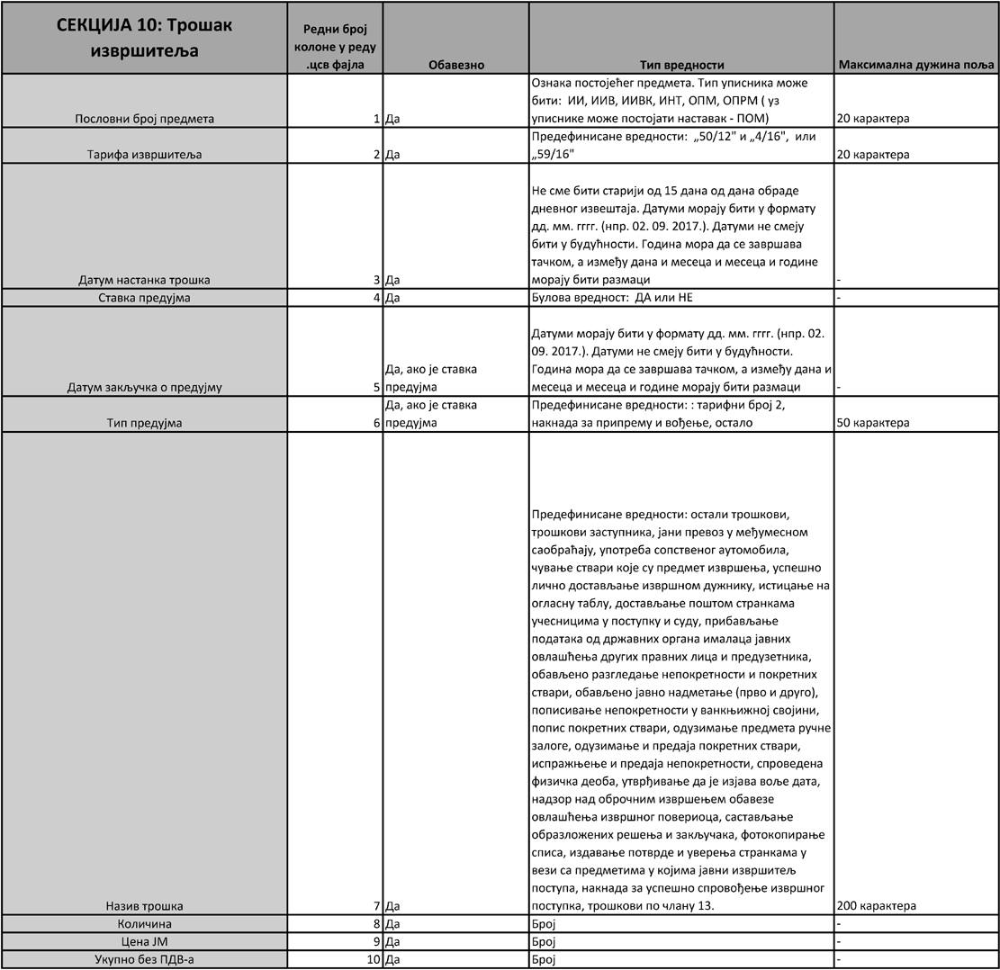 СЕКЦИЈА 10: Трошак
извршитеља
Редни број
колоне у реду
.цсв фајла
Обавезно
Тип вредности
Максимална дужина поља
Пословни број предмета
1
Да
Ознака постојећег предмета. Тип уписника може
бити:  ИИ, ИИВ, ИИВК, ИНТ, ОПМ, ОПРМ ( уз
уписнике може постојати наставак - ПОМ)
20 карактера
Тарифа извршитеља
2
Да
Предефинисане вредности:  „50/12" и „4/16",  или
„59/16"
20 карактера
Датум настанка трошка
3
Да
Не сме бити старији од 15 дана од дана обраде
дневног извештаја. Датуми морају бити у формату
дд. мм. гггг. (нпр. 02. 09. 2017.). Датуми не смеју
бити у будућности. Година мора да се завршава
тачком, а између дана и месеца и месеца и године
морају бити размаци
-
Ставка предујма
4
Да
Булова вредност:  ДА или НЕ
-
Датум закључка о предујму
5
Да, ако је ставка
предујма
Датуми морају бити у формату дд. мм. гггг. (нпр. 02.
09. 2017.). Датуми не смеју бити у будућности.
Година мора да се завршава тачком, а између дана и
месеца и месеца и године морају бити размаци
-
Тип предујма
6
Да, ако је ставка
предујма
Предефинисане вредности: : тарифни број 2,
накнада за припрему и вођење, остало
50 карактера
Назив трошка
7
Да
Предефинисане вредности: остали трошкови,
трошкови заступника, јани превоз у међумесном
саобраћају, употреба сопственог аутомобила,
чување ствари које су предмет извршења, успешно
лично достављање извршном дужнику, истицање на
огласну таблу, достављање поштом странкама
учесницима у поступку и суду, прибављање
података од државних органа ималаца јавних
овлашћења других правних лица и предузетника,
обављено разгледање непокретности и покретних
ствари, обављено јавно надметање (прво и друго),
пописивање непокретности у ванкњижној својини,
попис покретних ствари, одузимање предмета ручне
залоге, одузимање и предаја покретних ствари,
испражњење и предаја непокретности, спроведена
физичка деоба, утврђивање да је изјава воље дата,
надзор над оброчним извршењем обавезе
овлашћења извршног повериоца, састављање
образложених решења и закључака, фотокопирање
списа, издавање потврде и уверења странкама у
вези са предметима у којима јавни извршитељ
поступа, накнада за успешно спровођење извршног
поступка, трошкови по члану 13.
200 карактера
Количина
8
Да
Број
-
Цена ЈМ
9
Да
Број
-
Укупно без ПДВ-а
10
Да
Број
-